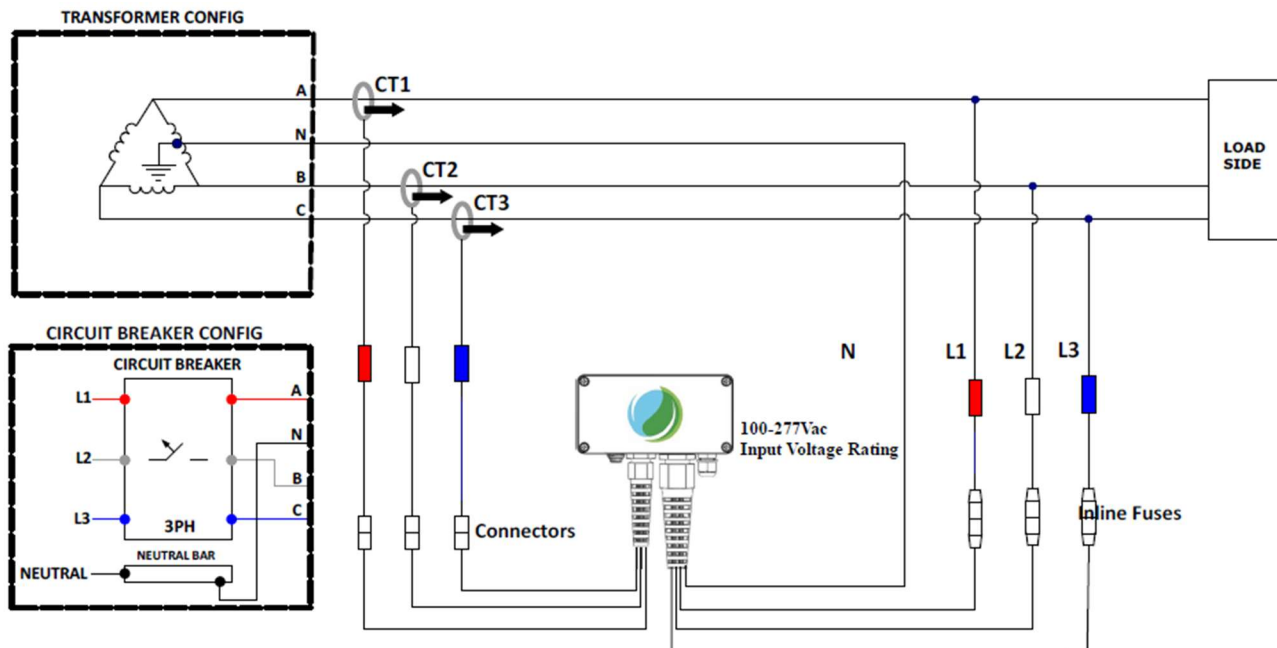 TRANSFORMER CONFIG
A
N
B
C
CT1
CT2
CT3
LOAD
SIDE
CIRCUIT BREAKER CONFIG
CIRCUIT BREAKER
L1
L2
L3
A
N
B
C
3PH
NEUTRAL BAR
NEUTRAL
N
L1
L2
L3
100-277Vac
Input Voltage Rating
Connectors
Inline Fuses